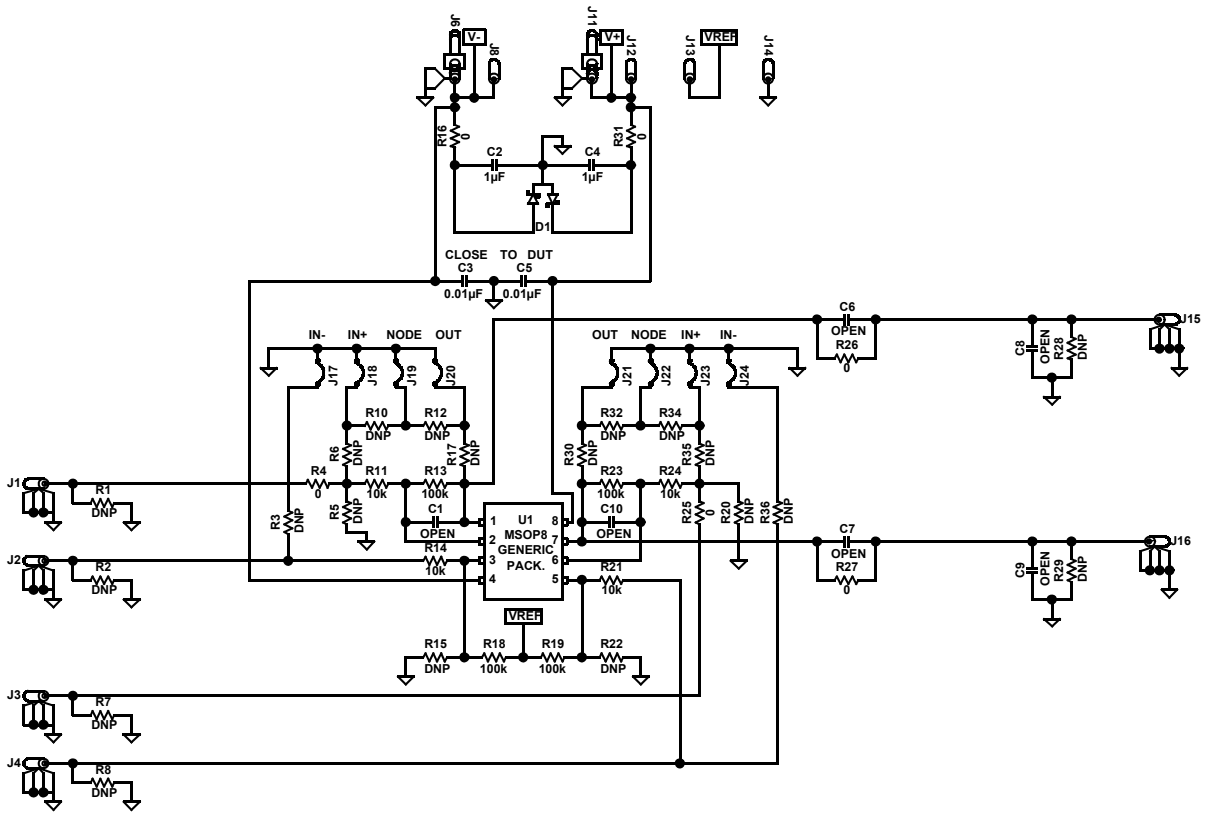 J6
V-
J8
J11
V+
J12
J13
VREF
J14
R16
0
R31
0
C2
1µF
C4
1µF
D1
CLOSE TO DUT
C3
0.01µF
C5
0.01µF
IN- IN+ NODE OUT
OUT NODE IN+ IN-
J17
J18
J19
J20
J21
J22
J23
J24
C6
OPEN
R26
0
C8
OPEN
R28
DNP
J15
R10
DNP
R12
DNP
R32
DNP
R34
DNP
R6
DNP
R17
DNP
R30
DNP
R35
DNP
J1
R1
DNP
R4
0
R11
10k
R13
100k
R23
100k
R24
10k
R3
DNP
R5
DNP
C1
OPEN
C10
OPEN
R25
0
R20
DNP
R36
DNP
U1
MSOP8
GENERIC
PACK.
1
2
3
4
8
7
6
5
J2
R2
DNP
R14
10k
R21
10k
C7
OPEN
R27
0
C9
OPEN
R29
DNP
J16
VREF
R15
DNP
R18
100k
R19
100k
R22
DNP
J3
R7
DNP
J4
R8
DNP